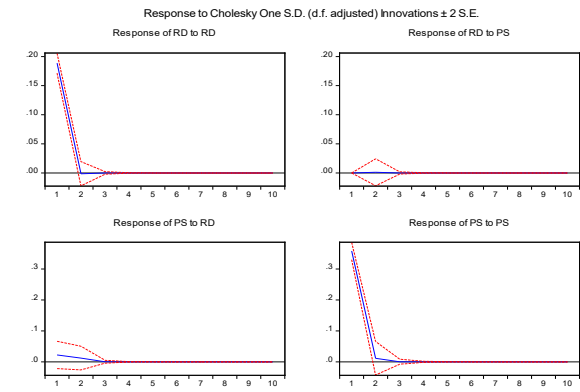 Response to Cholesky One S.D. (d.f. adjusted) Innovations ± 2 S.E.
Response of RD to RD
.20
.15
.10
.05
.00
1 2 3 4 5 6 7 8 9 10
Response of RD to PS
.20
.15
.10
.05
.00
1 2 3 4 5 6 7 8 9 10
Response of PS to RD
.3
.2
.1
.0
1 2 3 4 5 6 7 8 9 10
Response of PS to PS
.3
.2
.1
.0
1 2 3 4 5 6 7 8 9 10